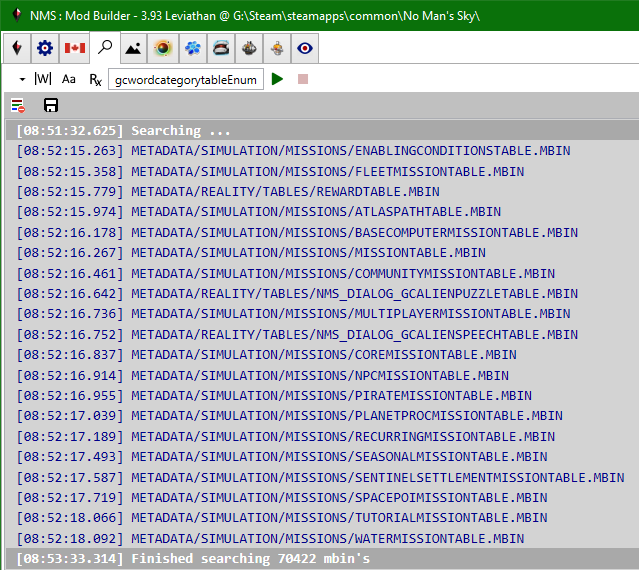 NMS : Mod Builder - 3.93 Leviathan @ G:\Steam\steamapps\common\No Man's Sky\
|W| Aa Rx gcwordcategorytableEnum
[08:51:32.625] Searching ...
[08:52:15.263] METADATA/SIMULATION/MISSIONS/ENABLINGCONDITIONSTABLE.MBIN
[08:52:15.358] METADATA/SIMULATION/MISSIONS/FLEETMISSIONTABLE.MBIN
[08:52:15.779] METADATA/REALITY/TABLES/REWARDTABLE.MBIN
[08:52:15.974] METADATA/SIMULATION/MISSIONS/ATLASPATHTABLE.MBIN
[08:52:16.178] METADATA/SIMULATION/MISSIONS/BASECOMPUTERMISSIONTABLE.MBIN
[08:52:16.267] METADATA/SIMULATION/MISSIONS/MISSIONTABLE.MBIN
[08:52:16.461] METADATA/SIMULATION/MISSIONS/COMMUNITYMISSIONTABLE.MBIN
[08:52:16.642] METADATA/REALITY/TABLES/NMS_DIALOG_GCALIENPUZZLETABLE.MBIN
[08:52:16.736] METADATA/SIMULATION/MISSIONS/MULTIPLAYERMISSIONTABLE.MBIN
[08:52:16.752] METADATA/REALITY/TABLES/NMS_DIALOG_GCALIENSPEECHTABLE.MBIN
[08:52:16.837] METADATA/SIMULATION/MISSIONS/COREMISSIONTABLE.MBIN
[08:52:16.914] METADATA/SIMULATION/MISSIONS/NPCMISSIONTABLE.MBIN
[08:52:16.955] METADATA/SIMULATION/MISSIONS/PIRATEMISSIONTABLE.MBIN
[08:52:17.039] METADATA/SIMULATION/MISSIONS/PLANETPROCMISSIONTABLE.MBIN
[08:52:17.189] METADATA/SIMULATION/MISSIONS/RECURRINGMISSIONTABLE.MBIN
[08:52:17.493] METADATA/SIMULATION/MISSIONS/SEASONALMISSIONTABLE.MBIN
[08:52:17.587] METADATA/SIMULATION/MISSIONS/SENTINELSETTLEMENTMISSIONTABLE.MBIN
[08:52:17.719] METADATA/SIMULATION/MISSIONS/SPACEPOIMISSIONTABLE.MBIN
[08:52:18.066] METADATA/SIMULATION/MISSIONS/TUTORIALMISSIONTABLE.MBIN
[08:52:18.092] METADATA/SIMULATION/MISSIONS/WATERMISSIONTABLE.MBIN
[08:53:33.314] Finished searching 70422 mbin's